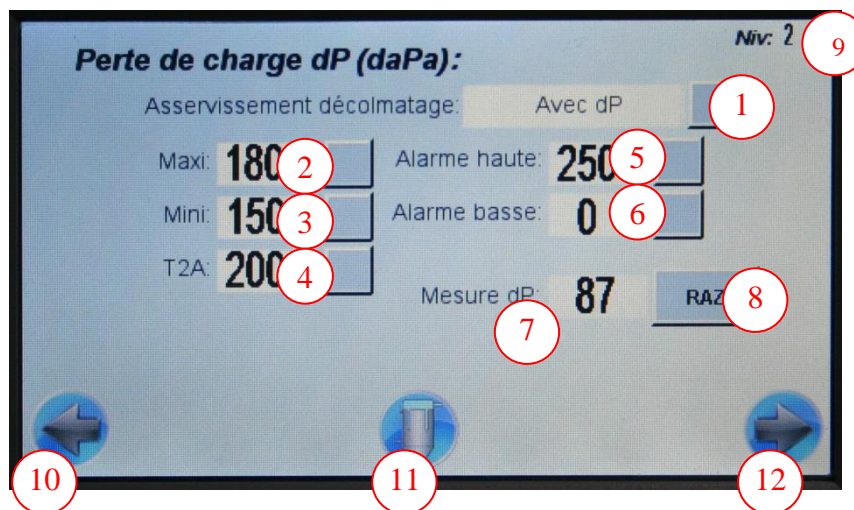 Niv: 2 9
Perte de charge dP (daPa):
Asservissement décolmatage: Avec dP 1
Maxi: 180 2 Alarme haute: 250 5
Mini: 150 3 Alarme basse: 0 6
T2A: 200 4
Mesure dP: 87 RAZ 8
7
10 11 12